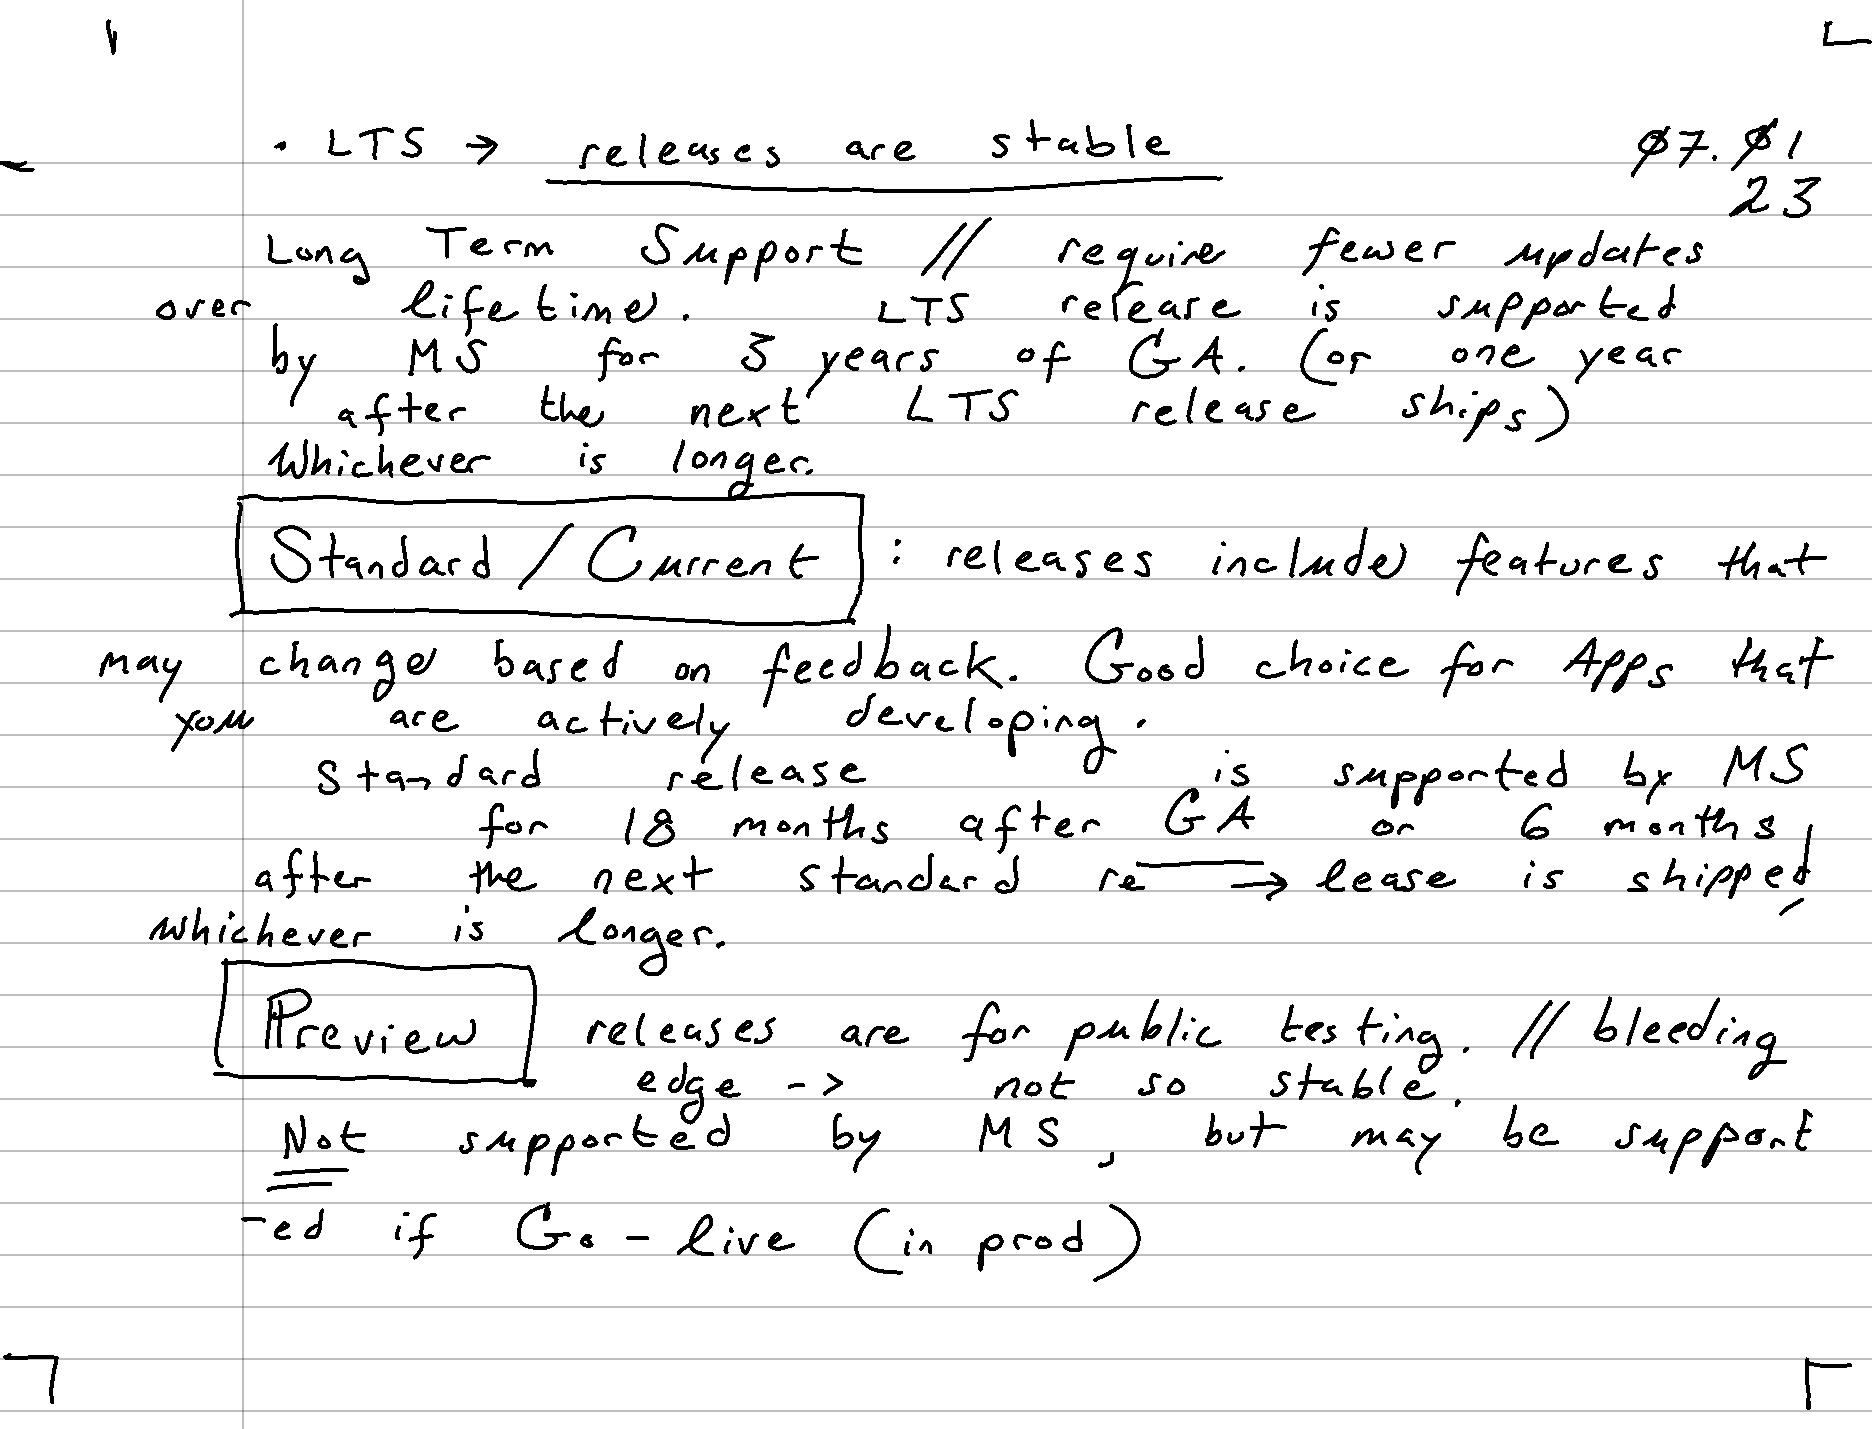 • LTS → releases are stable
ø7.ø1
23
Long Term Support // require fewer updates
over lifetime. LTS release is supported
by MS for 3 years of GA. (or one year
after the next LTS release ships)
Whichever is longer.
Standard / Current : releases include features that
may change based on feedback. Good choice for Apps that
you are actively developing.
Standard release is supported by MS
for 18 months after GA or 6 months
after the next standard re → lease is shipped,
whichever is longer.
Preview releases are for public testing. // bleeding
edge -> not so stable.
Not supported by MS, but may be support
-ed if Go-live (in prod)